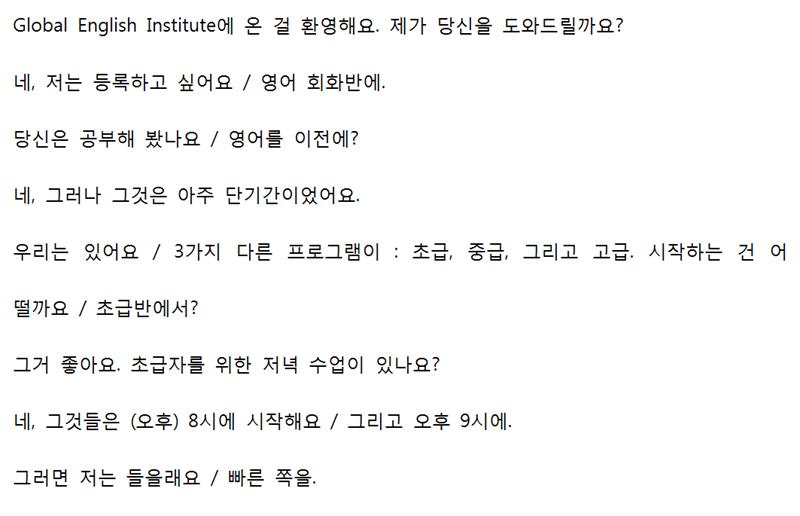 Global English Institute에 온 걸 환영해요. 제가 당신을 도와드릴까요?
네, 저는 등록하고 싶어요 / 영어 회화반에.
당신은 공부해 봤나요 / 영어를 이전에?
네, 그러나 그것은 아주 단기간이었어요.
우리는 있어요 / 3가지 다른 프로그램이 : 초급, 중급, 그리고 고급. 시작하는 건 어
떨까요 / 초급반에서?
그거 좋아요. 초급자를 위한 저녁 수업이 있나요?
네, 그것들은 (오후) 8시에 시작해요 / 그리고 오후 9시에.
그러면 저는 들을래요 / 빠른 쪽을.